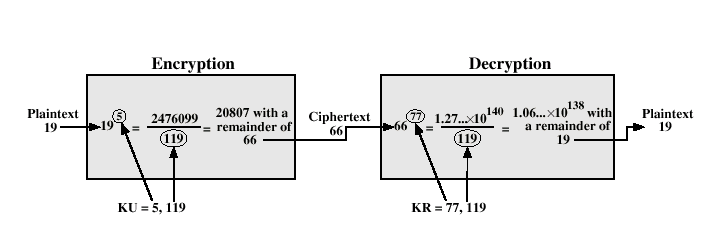 Encryption Decryption
Plaintext
19
19^5 = 2476099 / 119 = 20807 with a remainder of 66
Ciphertext
66
66^77 = 1.27...×10^140 / 119 = 1.06...×10^138 with a remainder of 19
Plaintext
19
KU = 5, 119
KR = 77, 119